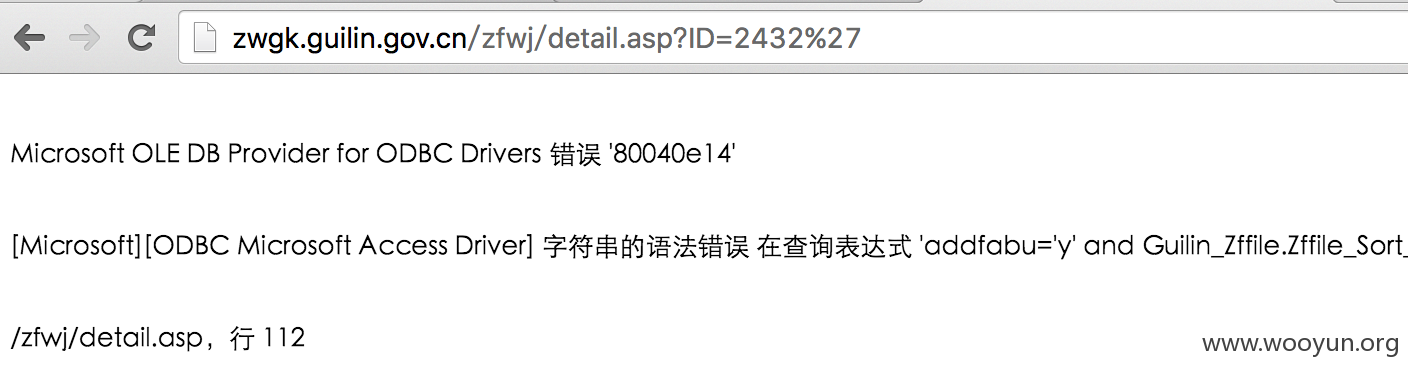 zwgk.guilin.gov.cn/zfwj/detail.asp?ID=2432%27
Microsoft OLE DB Provider for ODBC Drivers 错误 '80040e14'
[Microsoft][ODBC Microsoft Access Driver] 字符串的语法错误 在查询表达式 'addfabu='y' and Guilin_Zffile.Zffile_Sort_
/zfwj/detail.asp，行 112
www.wooyun.org